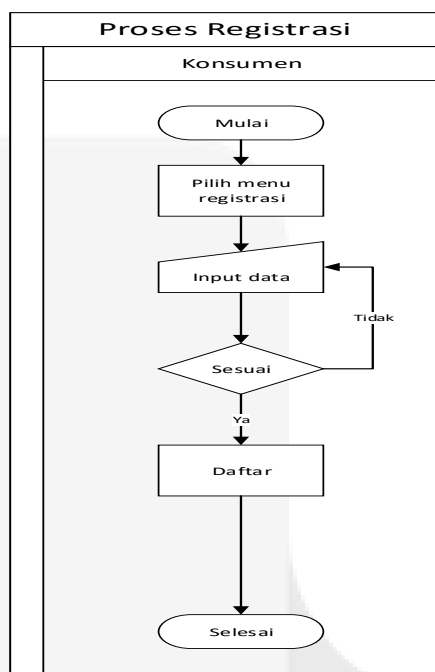 Proses Registrasi
Konsumen
Mulai
Pilih menu
registrasi
Input data
Tidak
Sesuai
Ya
Daftar
Selesai